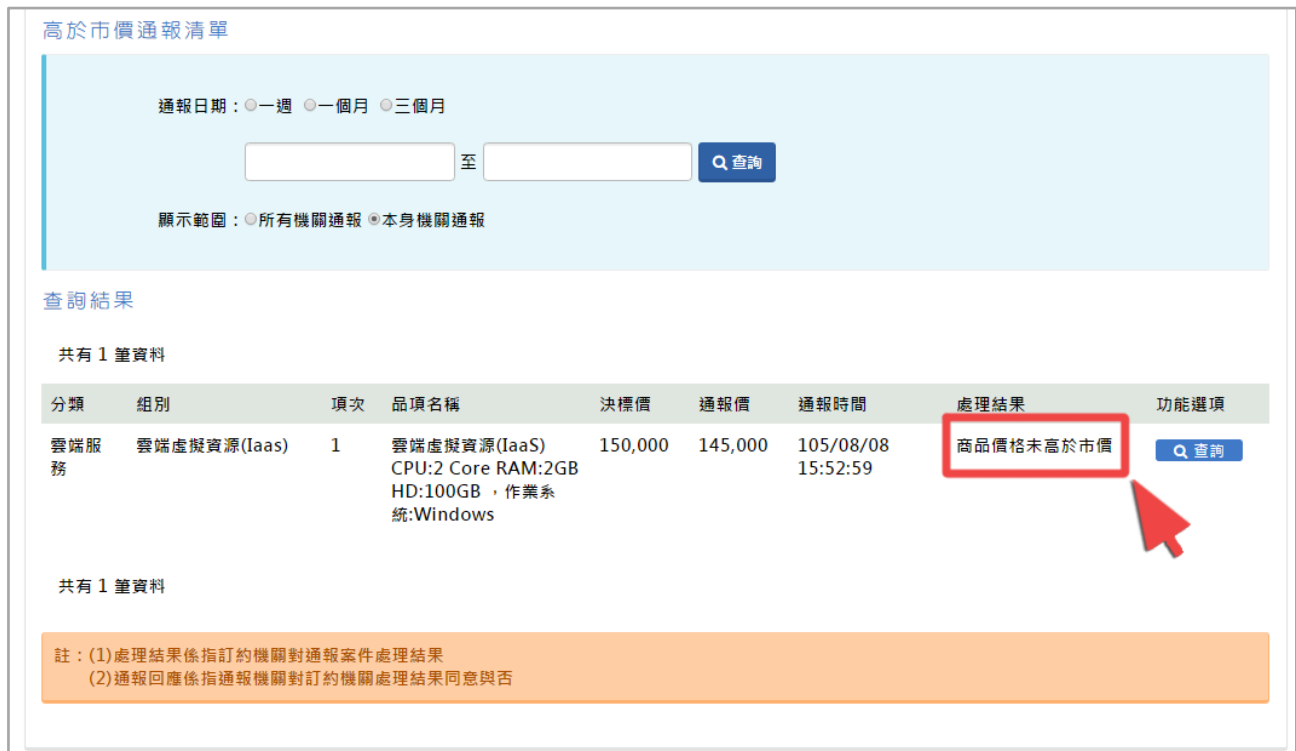 高於市價通報清單
通報日期：一週 一個月 三個月
至 查詢
顯示範圍：所有機關通報 本身機關通報
查詢結果
共有 1 筆資料
分類 組別 項次 品項名稱 決標價 通報價 通報時間 處理結果 功能選項
雲端服 雲端虛擬資源(Iaas) 1 雲端虛擬資源(IaaS) 150,000 145,000 105/08/08 商品價格未高於市價 查詢
務 CPU:2 Core RAM:2GB 15:52:59
HD:100GB ，作業系
統:Windows
共有 1 筆資料
註：(1)處理結果係指訂約機關對通報案件處理結果
(2)通報回應係指通報機關對訂約機關處理結果同意與否